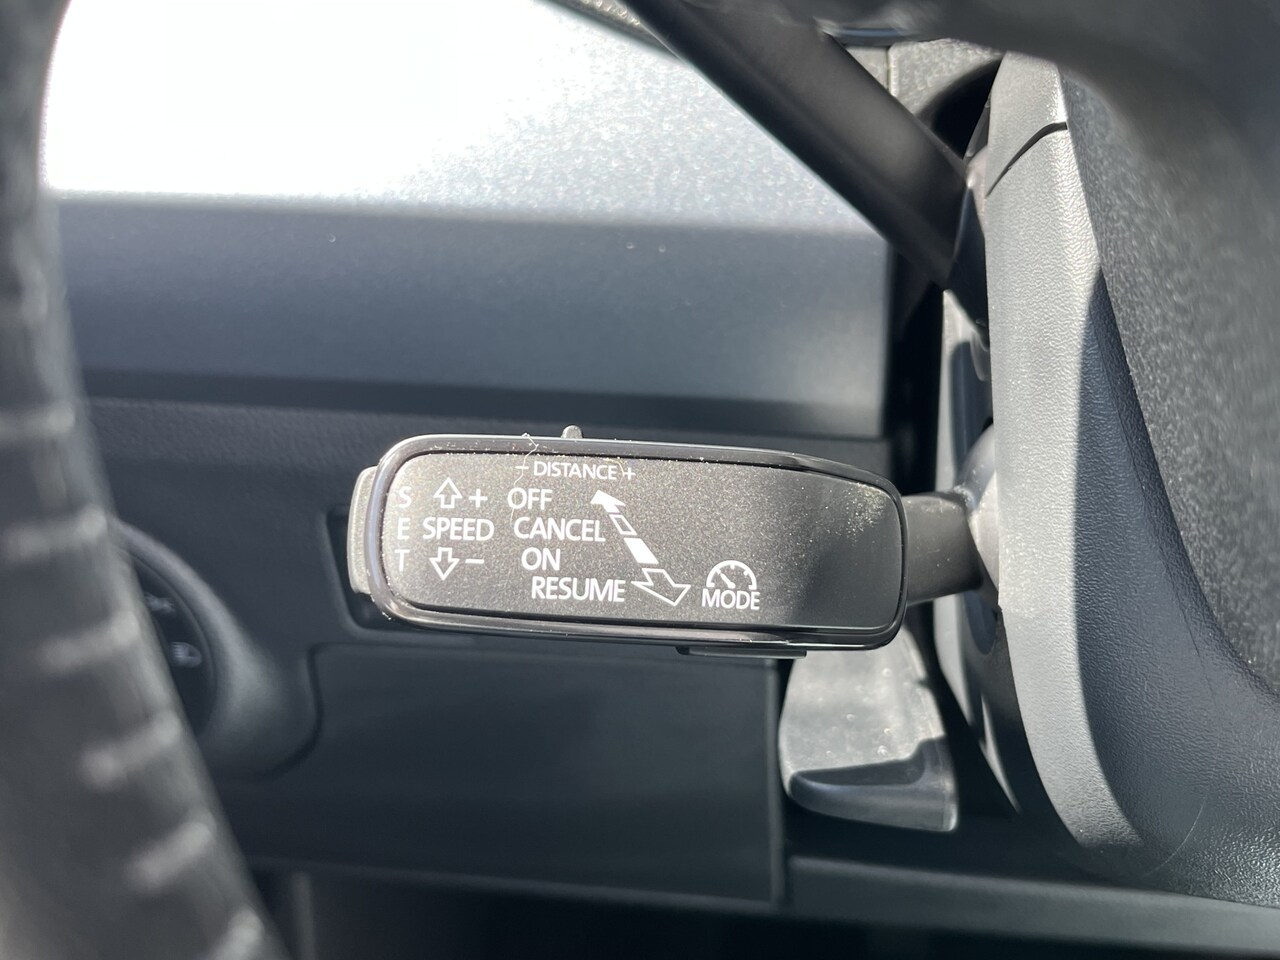 - DISTANCE +
S + OFF
E SPEED CANCEL
T - ON
RESUME
MODE